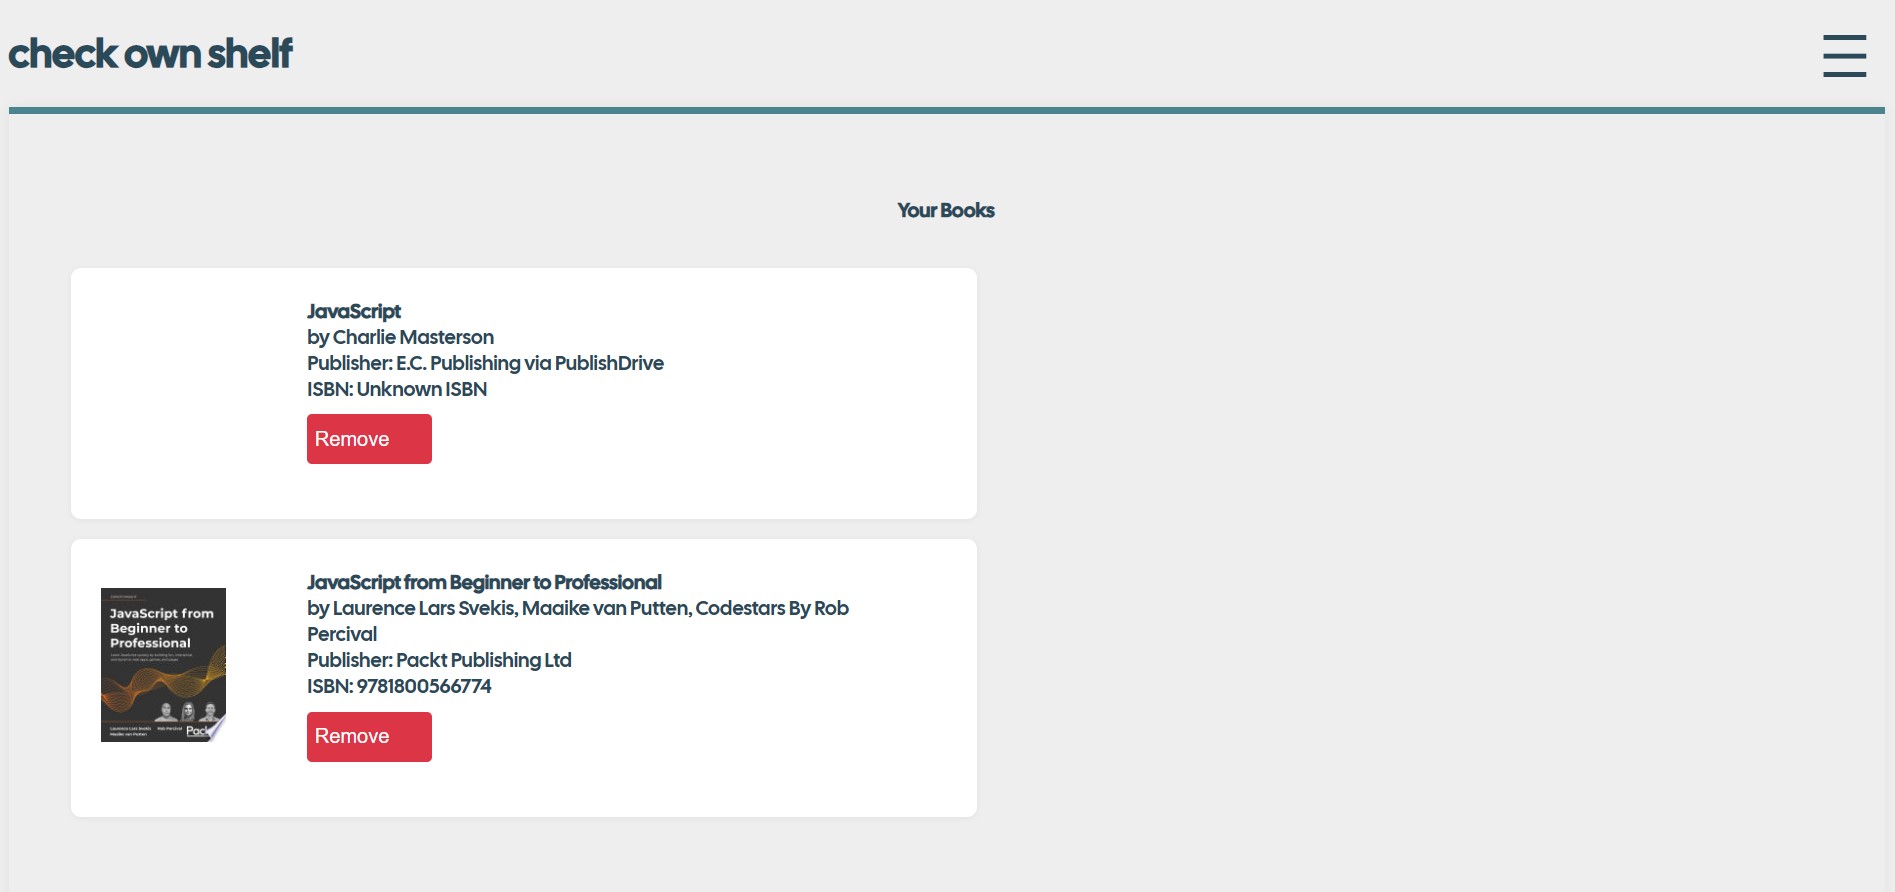 check own shelf
Your Books
JavaScript
by Charlie Masterson
Publisher: E.C. Publishing via PublishDrive
ISBN: Unknown ISBN
Remove
JavaScript from Beginner to Professional
by Laurence Lars Svekis, Maaike van Putten, Codestars By Rob
Percival
Publisher: Packt Publishing Ltd
ISBN: 9781800566774
Remove
JavaScript from
Beginner to
Professional
Laurence Lars Svekis Rob Percival
Maaike van Putten